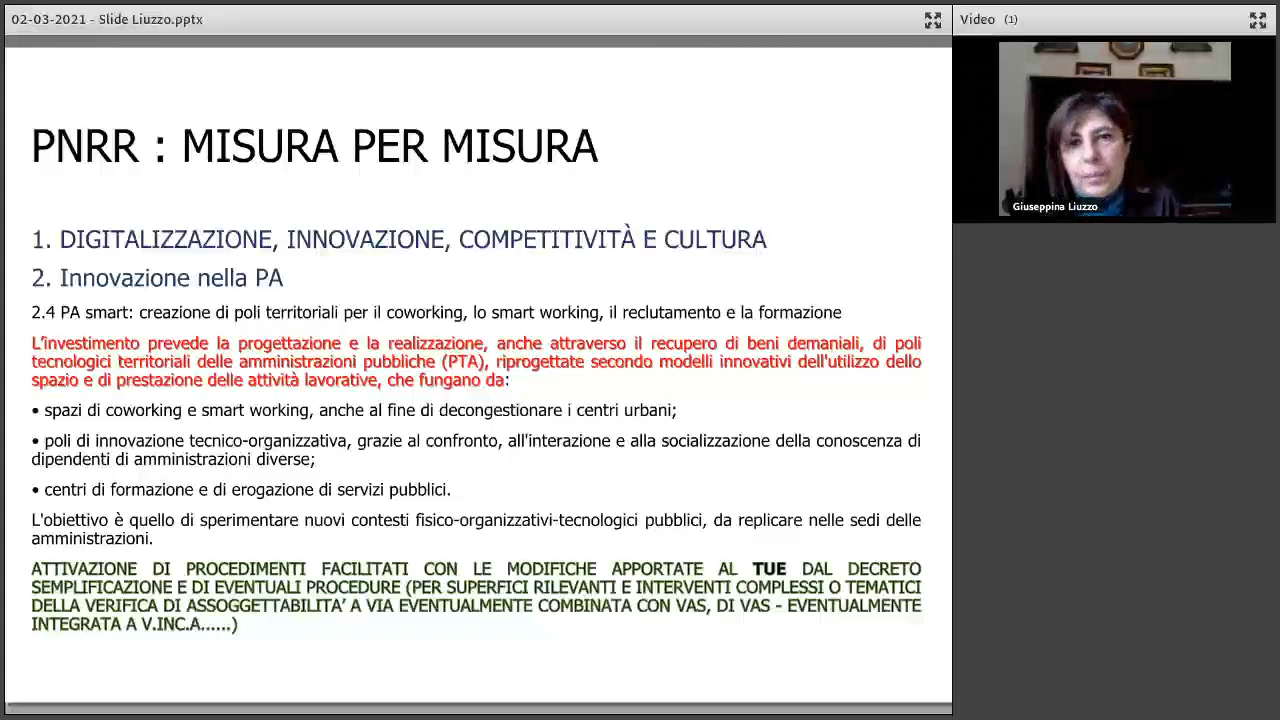 02-03-2021 - Slide Liuzzo.pptx
Video (1)
PNRR : MISURA PER MISURA
1. DIGITALIZZAZIONE, INNOVAZIONE, COMPETITIVITÀ E CULTURA
2. Innovazione nella PA
2.4 PA smart: creazione di poli territoriali per il coworking, lo smart working, il reclutamento e la formazione
L'investimento prevede la progettazione e la realizzazione, anche attraverso il recupero di beni demaniali, di poli
tecnologici territoriali delle amministrazioni pubbliche (PTA), riprogettate secondo modelli innovativi dell'utilizzo dello
spazio e di prestazione delle attività lavorative, che fungano da:
• spazi di coworking e smart working, anche al fine di decongestionare i centri urbani;
• poli di innovazione tecnico-organizzativa, grazie al confronto, all'interazione e alla socializzazione della conoscenza di
dipendenti di amministrazioni diverse;
• centri di formazione e di erogazione di servizi pubblici.
L'obiettivo è quello di sperimentare nuovi contesti fisico-organizzativi-tecnologici pubblici, da replicare nelle sedi delle
amministrazioni.
ATTIVAZIONE DI PROCEDIMENTI FACILITATI CON LE MODIFICHE APPORTATE AL TUE DAL DECRETO
SEMPLIFICAZIONE E DI EVENTUALI PROCEDURE (PER SUPERFICI RILEVANTI E INTERVENTI COMPLESSI O TEMATICI
DELLA VERIFICA DI ASSOGGETTABILITA' A VIA EVENTUALMENTE COMBINATA CON VAS, DI VAS - EVENTUALMENTE
INTEGRATA A V.INC.A......)
Giuseppina Liuzzo